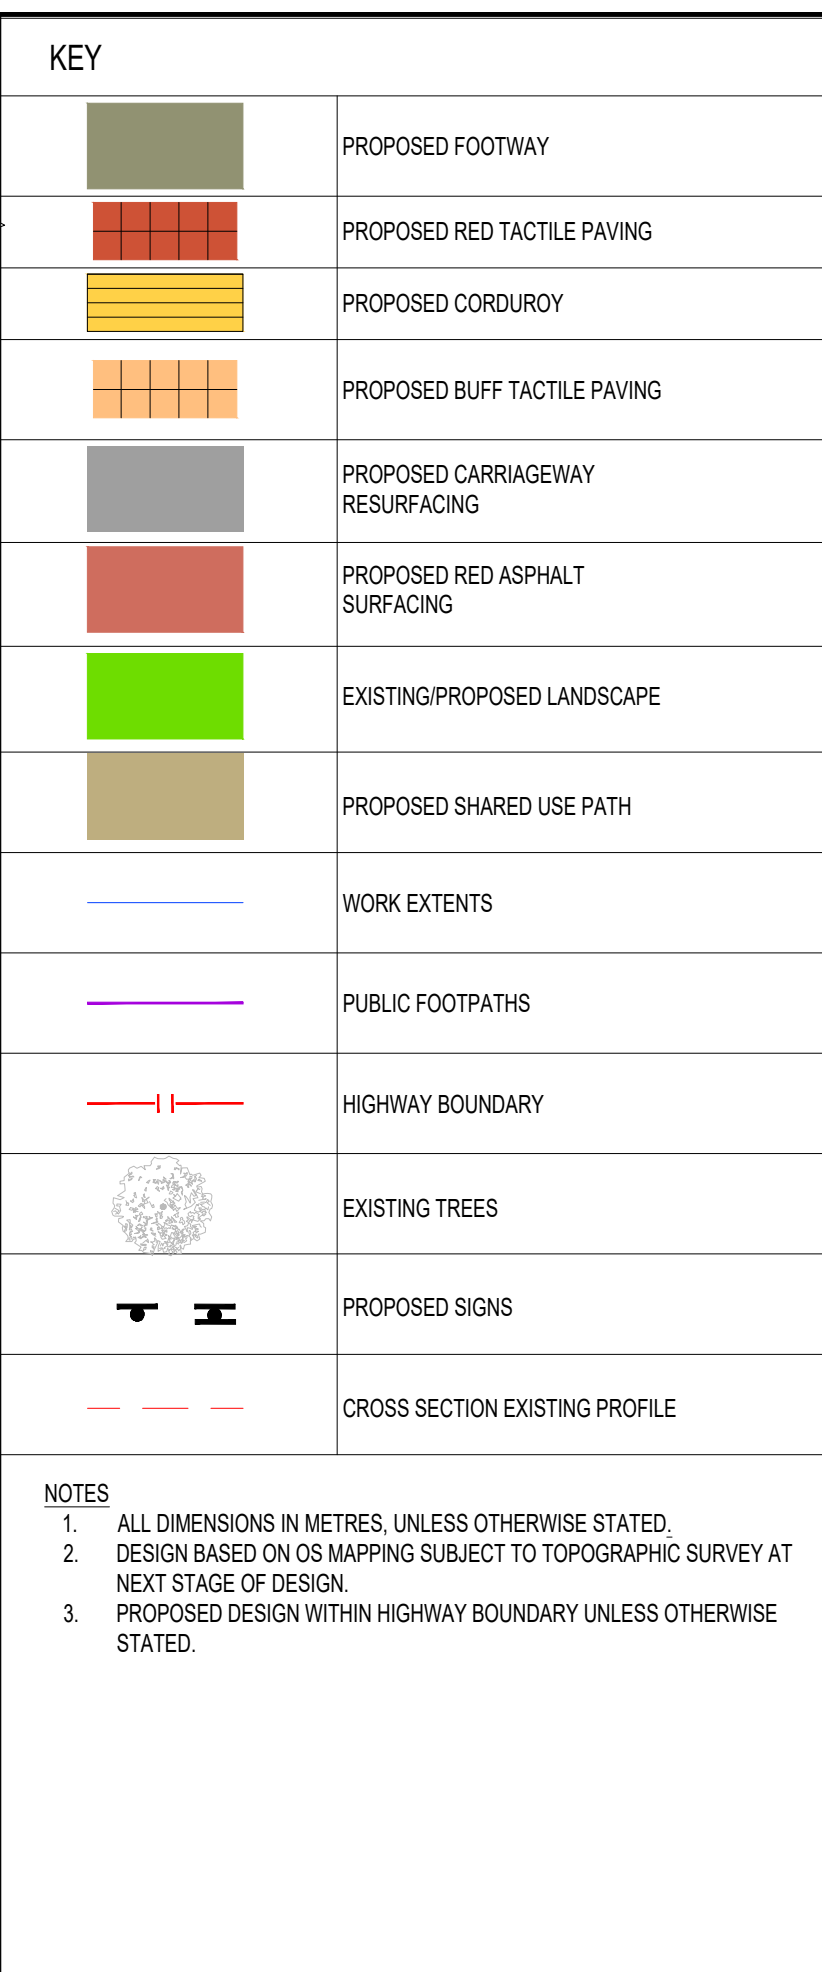 KEY
PROPOSED FOOTWAY
PROPOSED RED TACTILE PAVING
PROPOSED CORDUROY
PROPOSED BUFF TACTILE PAVING
PROPOSED CARRIAGEWAY
RESURFACING
PROPOSED RED ASPHALT
SURFACING
EXISTING/PROPOSED LANDSCAPE
PROPOSED SHARED USE PATH
WORK EXTENTS
PUBLIC FOOTPATHS
HIGHWAY BOUNDARY
EXISTING TREES
PROPOSED SIGNS
CROSS SECTION EXISTING PROFILE
NOTES
1. ALL DIMENSIONS IN METRES, UNLESS OTHERWISE STATED.
2. DESIGN BASED ON OS MAPPING SUBJECT TO TOPOGRAPHIC SURVEY AT
NEXT STAGE OF DESIGN.
3. PROPOSED DESIGN WITHIN HIGHWAY BOUNDARY UNLESS OTHERWISE
STATED.